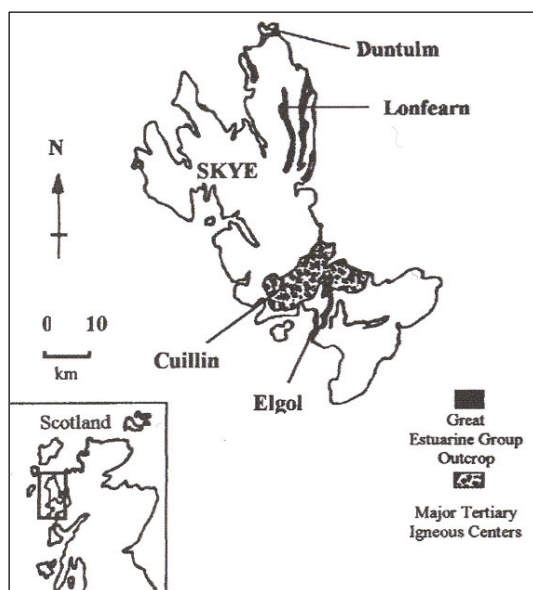 Duntulm
Lonfearn
N
SKYE
0 10
km
Cuillin
Elgol
Scotland
Great
Estuarine Group
Outcrop
Major Tertiary
Igneous Centers